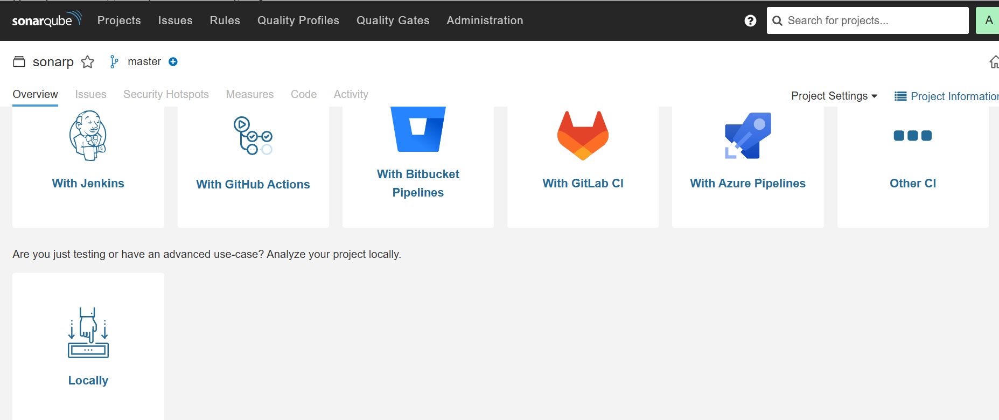 sonarqube Projects Issues Rules Quality Profiles Quality Gates Administration ? Search for projects... A
sonarp master
Overview Issues Security Hotspots Measures Code Activity Project Settings Project Information
With Jenkins With GitHub Actions With Bitbucket Pipelines With GitLab CI With Azure Pipelines Other CI
Are you just testing or have an advanced use-case? Analyze your project locally.
Locally